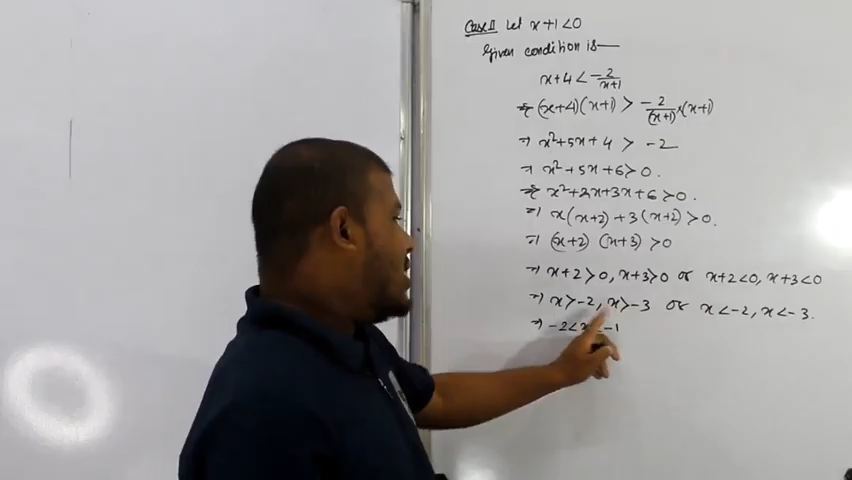 Case II Let x+1<0
Given condition is—
x+4 < -2/(x+1)
⇒ (x+4)(x+1) > -2/(x+1) × (x+1)
⇒ x²+5x+4 > -2
⇒ x²+5x+6>0.
⇒ x²+2x+3x+6>0.
⇒ x(x+2)+3(x+2)>0.
⇒ (x+2)(x+3)>0
⇒ x+2>0, x+3>0 or x+2<0, x+3<0
⇒ x>-2, x>-3 or x<-2, x<-3.
⇒ -2<x<-1